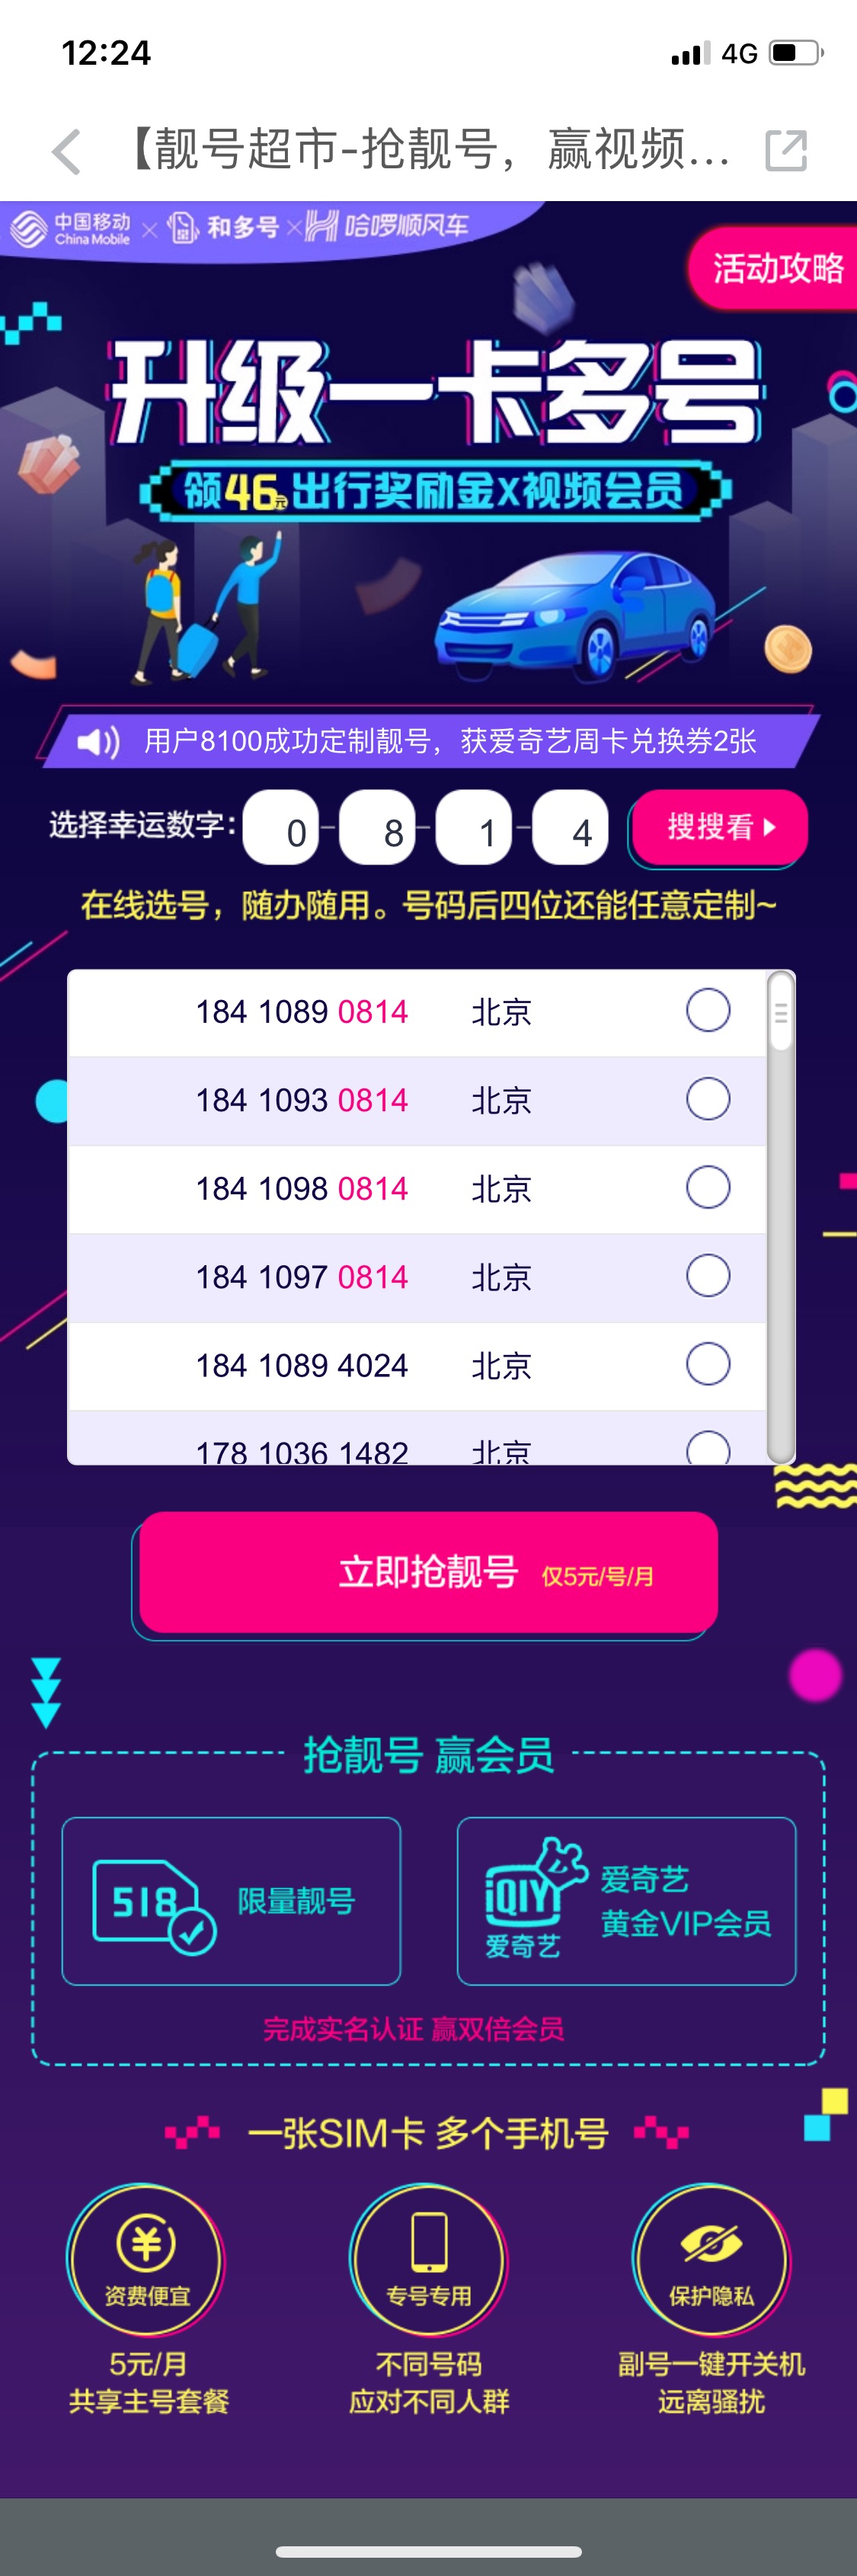 12:24
4G
【靓号超市-抢靓号，赢视频...
中国移动 China Mobile × 和多号 × 哈啰顺风车
活动攻略
升级一卡多号
领46元出行奖励金X视频会员
用户8100成功定制靓号，获爱奇艺周卡兑换券2张
选择幸运数字: 0 - 8 - 1 - 4 搜搜看
在线选号，随办随用。号码后四位还能任意定制~
184 1089 0814 北京
184 1093 0814 北京
184 1098 0814 北京
184 1097 0814 北京
184 1089 4024 北京
178 1036 1482 北京
立即抢靓号 仅5元/号/月
抢靓号 赢会员
518 限量靓号
iQIYI 爱奇艺
爱奇艺
黄金VIP会员
完成实名认证 赢双倍会员
一张SIM卡 多个手机号
资费便宜 专号专用 保护隐私
5元/月 不同号码 副号一键开关机
共享主号套餐 应对不同人群 远离骚扰